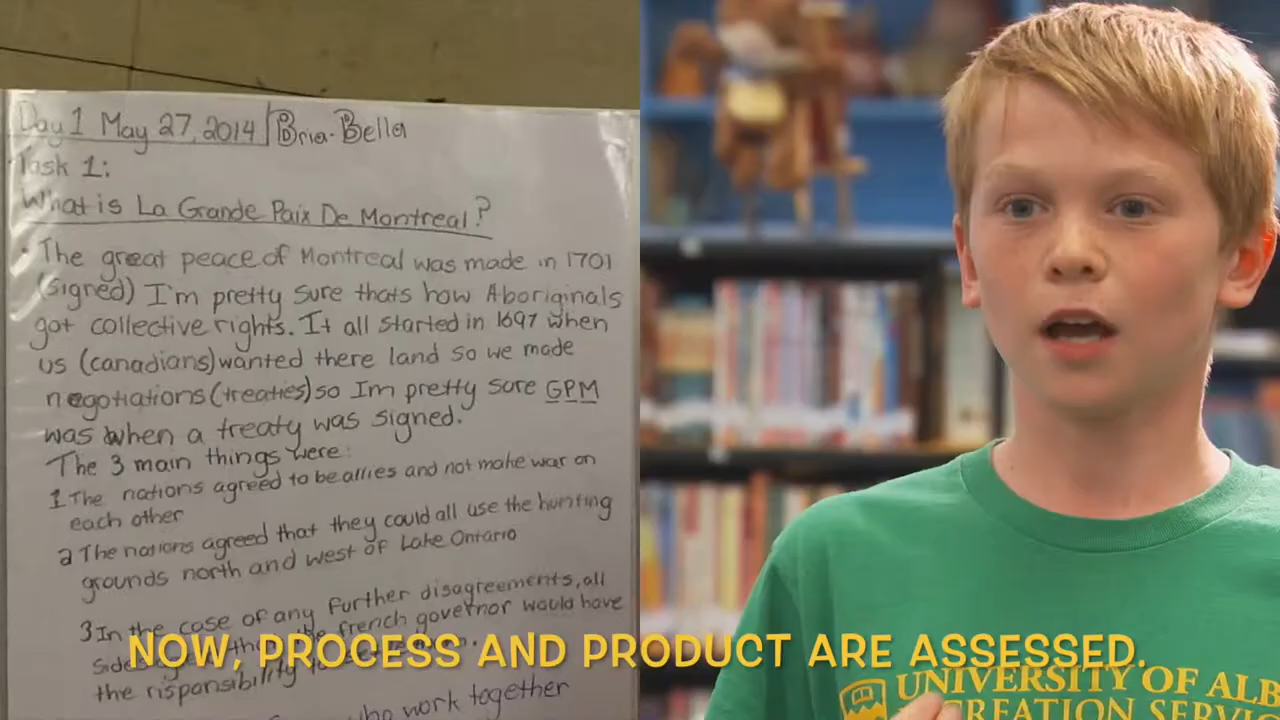 Day 1 May 27, 2014 Bria-Bella
Task 1:
What is La Grande Paix De Montreal?
• The great peace of Montreal was made in 1701
(signed) I'm pretty sure thats how Aboriginals
got collective rights. It all started in 1697 when
us (canadians) wanted there land so we made
negotiations (treaties) so Im pretty sure GPM
was when a treaty was signed.
The 3 main things were:
1 The nations agreed to be allies and not make war on
each other
2 The nations agreed that they could all use the hunting
grounds north and west of Lake Ontario
3 In the case of any further disagreements, all
sides french governor would have
the risponsibility
who work together
NOW, PROCESS AND PRODUCT ARE ASSESSED.
UNIVERSITY OF ALB